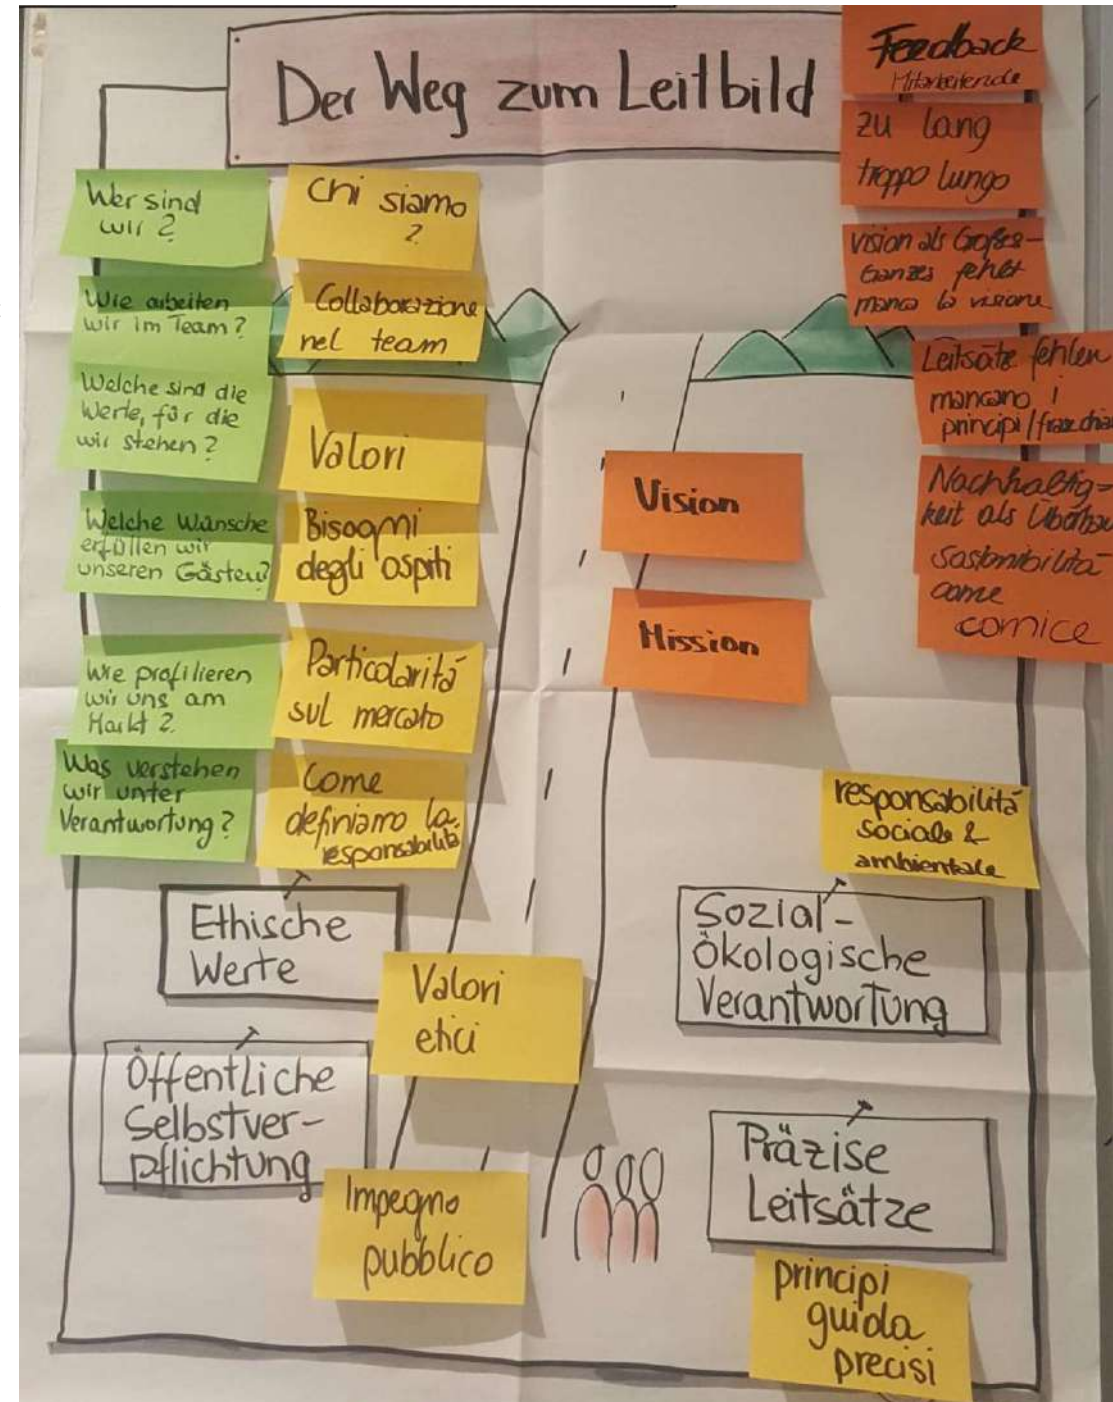 Der Weg zum Leitbild
Feedback
Mitarbeitende
zu lang
troppo lungo
vision als Großes-
Ganzes fehlt
manca la visione
Leitsätze fehlen
mancano i
principi/
Nachhaltig-
keit als
sostenibilità
come
cornice
Wer sind
wir?
Chi siamo
?
Wie arbeiten
wir im Team?
Collaborazione
nel team
Welche sind die
Werte, für die
wir stehen?
Valori
Welche Wünsche
erfüllen wir
unseren Gästen?
Bisogni
degli ospiti
Wie profilieren
wir uns am
Markt?
Particolarità
sul mercato
Was verstehen
wir unter
Verantwortung?
Come
definiamo la
responsabilità
Vision
Mission
responsabilità
sociale &
ambientale
Ethische
Werte
Valori
etici
Sozial-
Ökologische
Verantwortung
Öffentliche
Selbstver-
pflichtung
Impegno
pubblico
Präzise
Leitsätze
principi
guida
precisi